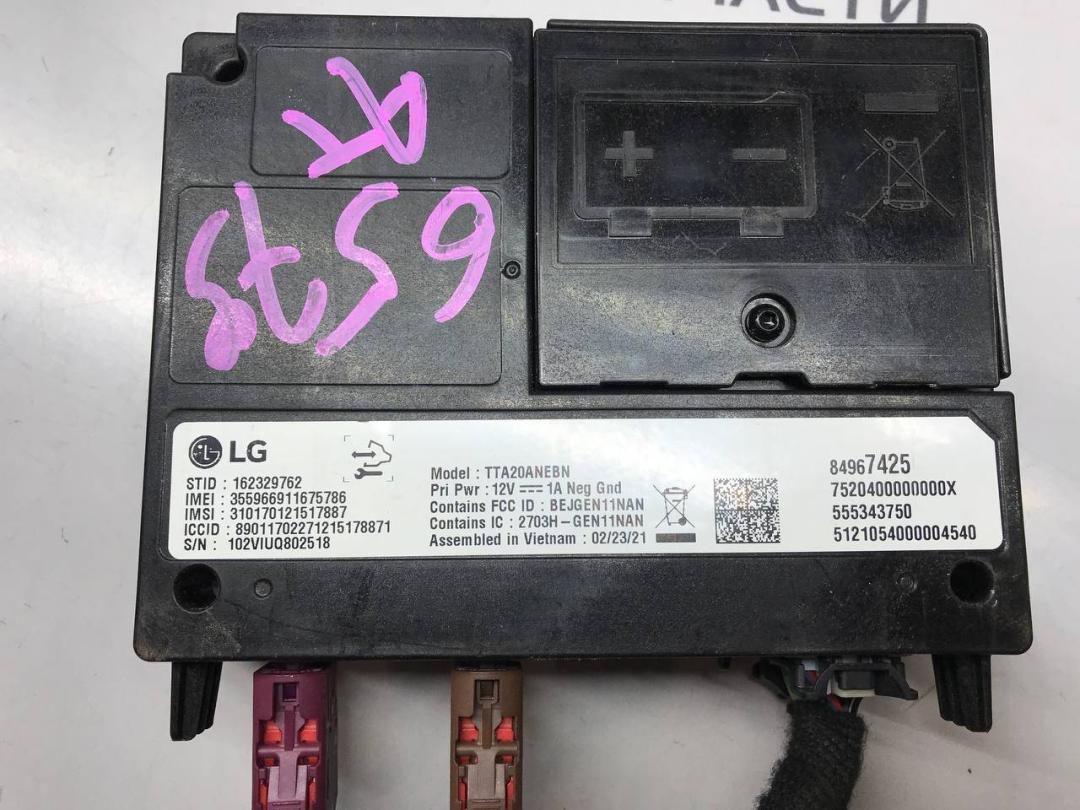 6578
LG
STID : 162329762
IMEI : 355966911675786
IMSI : 310170121517887
ICCID : 89011702271215178871
S/N : 102VIUQ802518
Model : TTA20ANEBN
Pri Pwr : 12V ⎓ 1A Neg Gnd
Contains FCC ID : BEJGEN11NAN
Contains IC : 2703H-GEN11NAN
Assembled in Vietnam : 02/23/21
84967425
7520400000000X
555343750
5121054000004540